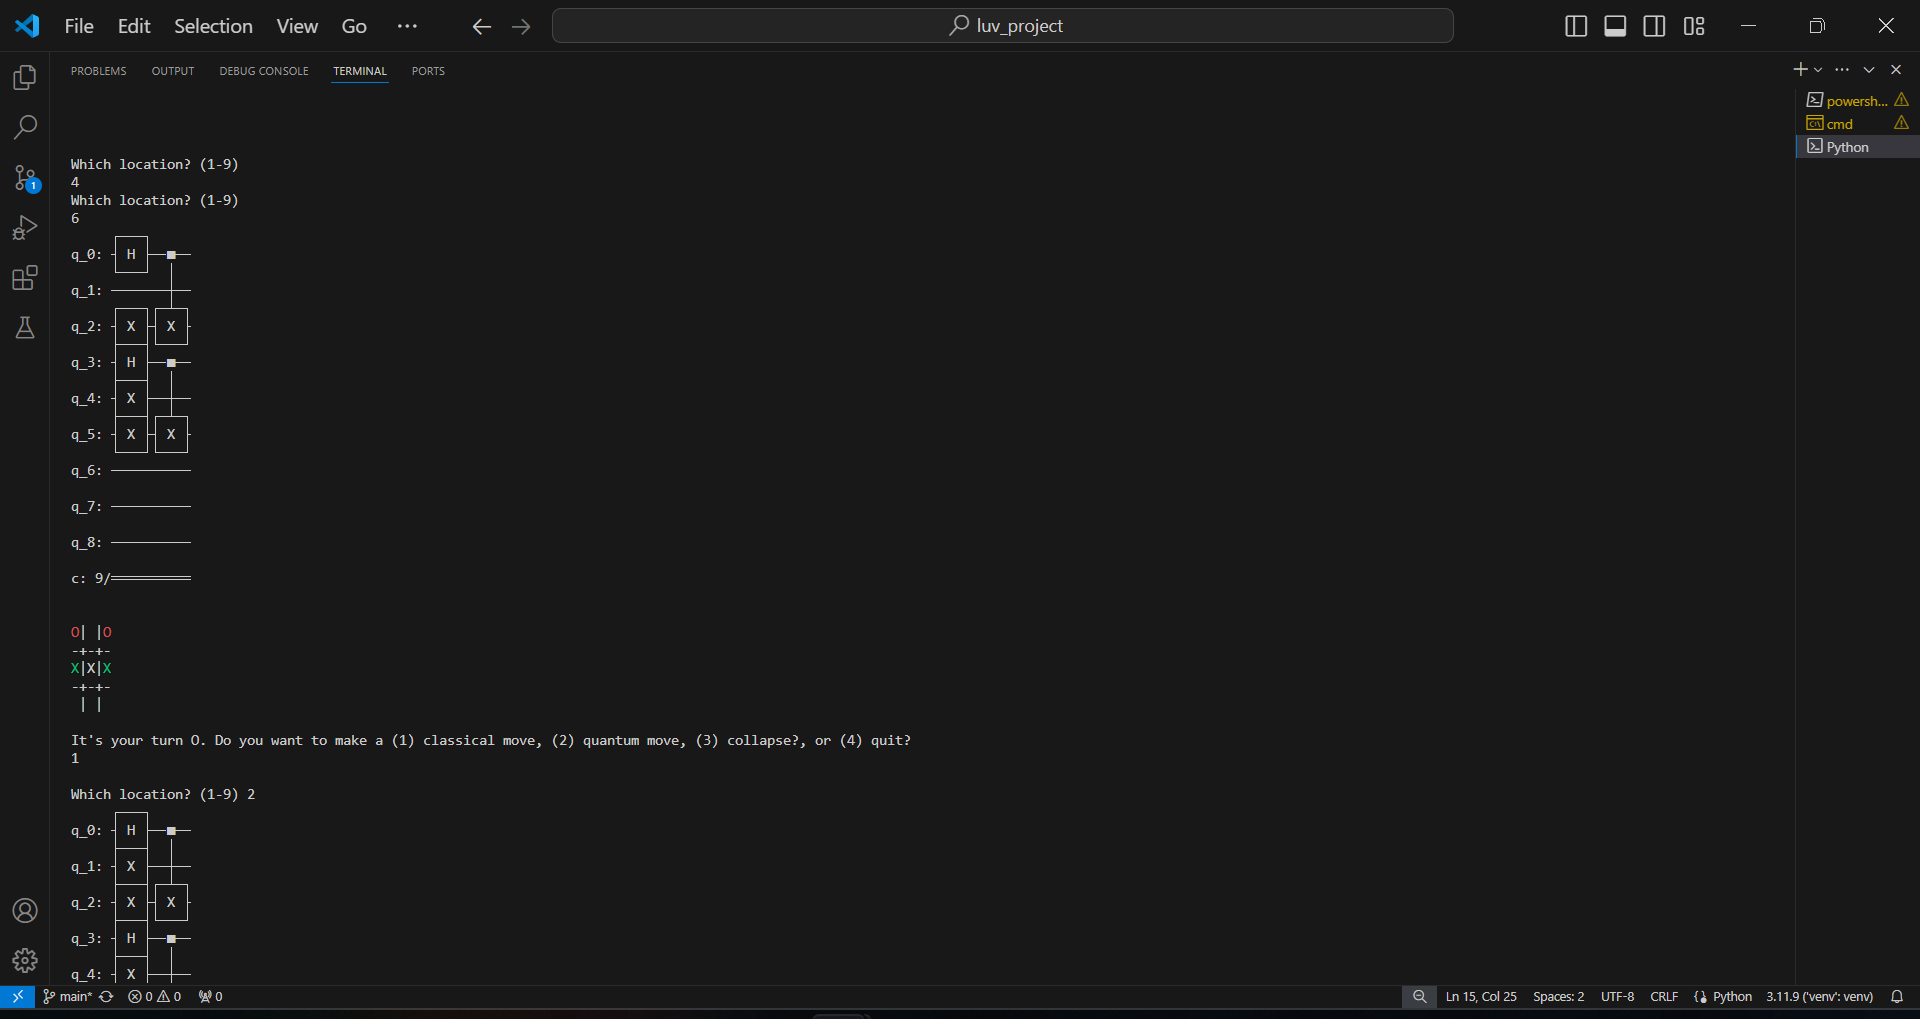 File Edit Selection View Go ··· luv_project
PROBLEMS OUTPUT DEBUG CONSOLE TERMINAL PORTS
powersh...
cmd
Python
1
Which location? (1-9)
4
Which location? (1-9)
6
q_0: H
q_1:
q_2: X X
q_3: H
q_4: X
q_5: X X
q_6:
q_7:
q_8:
c: 9/
O| |O
-+-+-
X|X|X
-+-+-
| |
It's your turn O. Do you want to make a (1) classical move, (2) quantum move, (3) collapse?, or (4) quit?
1
Which location? (1-9) 2
q_0: H
q_1: X
q_2: X X
q_3: H
q_4: X
main* 0 0 0 Ln 15, Col 25 Spaces: 2 UTF-8 CRLF Python 3.11.9 ('venv': venv)